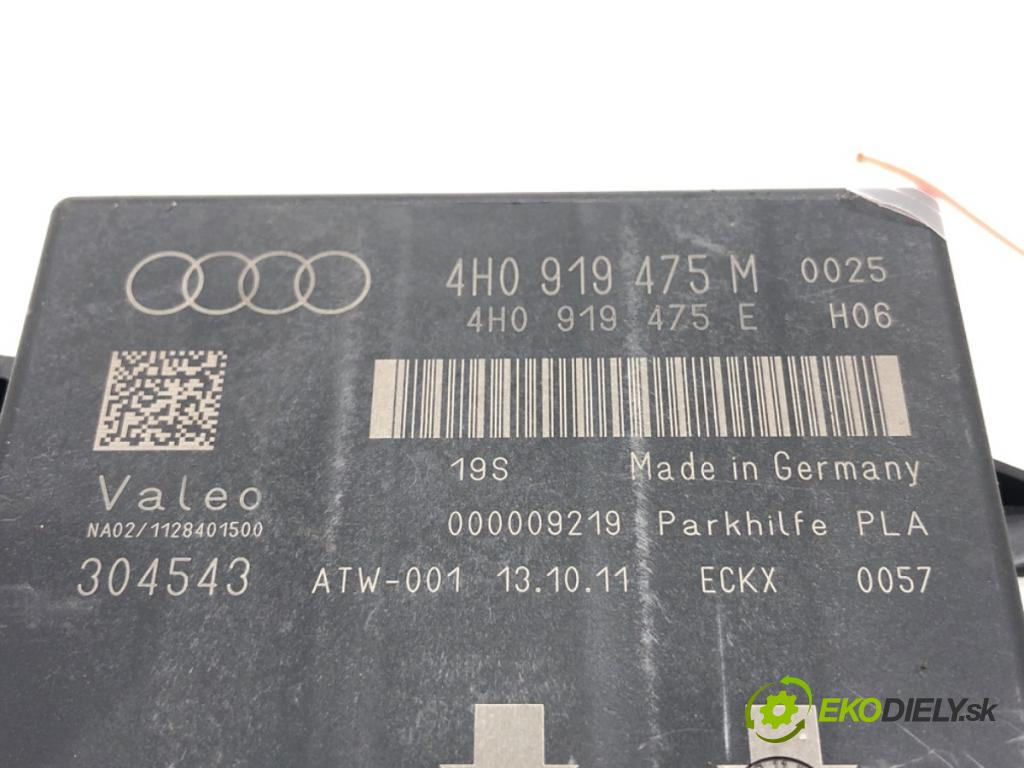 4H0 919 475 M 0025
4H0 919 475 E H06
19S Made in Germany
Valeo
NA02/1128401500
000009219 Parkhilfe PLA
304543 ATW-001 13.10.11 ECKX 0057
EKODIELY.sk